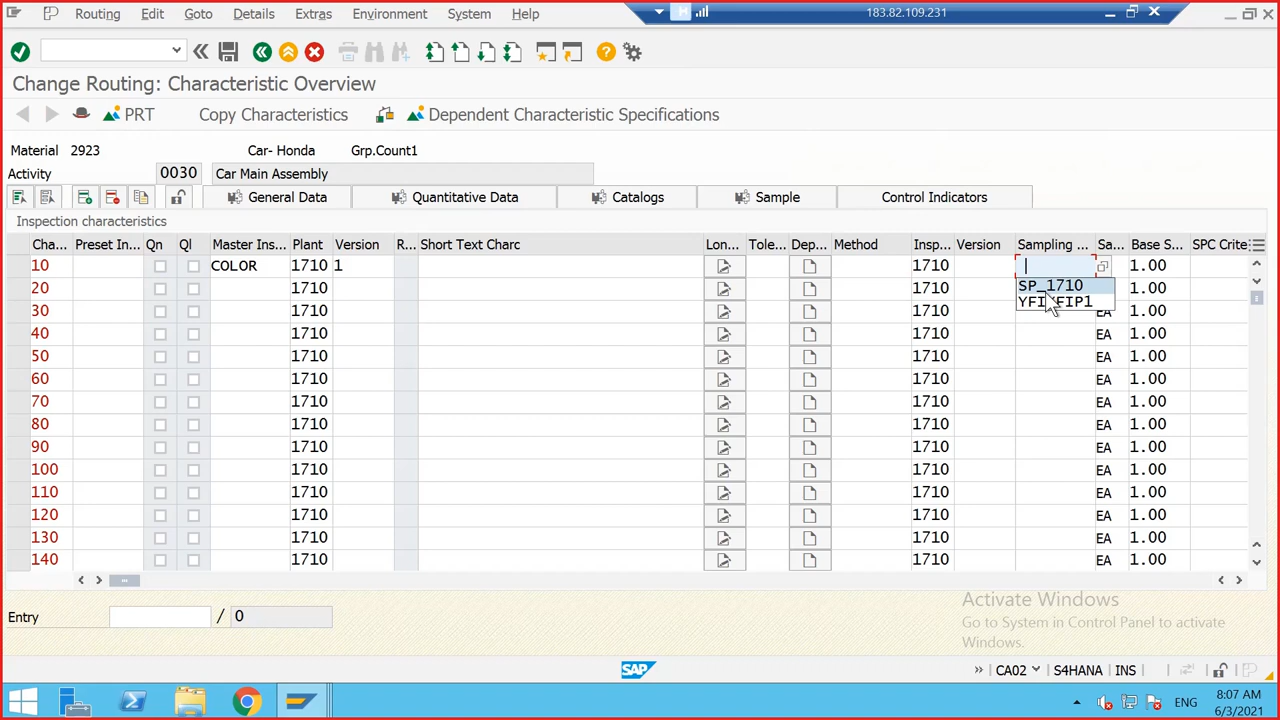 Routing Edit Goto Details Extras Environment System Help 183.82.109.231
Change Routing: Characteristic Overview
PRT Copy Characteristics Dependent Characteristic Specifications
Material 2923 Car- Honda Grp.Count1
Activity 0030 Car Main Assembly
General Data Quantitative Data Catalogs Sample Control Indicators
Inspection characteristics
Cha... Preset In... Qn Ql Master Ins... Plant Version R... Short Text Charc Lon... Tole... Dep... Method Insp... Version Sampling ... Sa... Base S... SPC Crite
10 COLOR 1710 1 1710 1.00
20 1710 1710 SP_1710 1.00
30 1710 1710 EA 1.00
40 1710 1710 EA 1.00
50 1710 1710 EA 1.00
60 1710 1710 EA 1.00
70 1710 1710 EA 1.00
80 1710 1710 EA 1.00
90 1710 1710 EA 1.00
100 1710 1710 EA 1.00
110 1710 1710 EA 1.00
120 1710 1710 EA 1.00
130 1710 1710 EA 1.00
140 1710 1710 EA 1.00
Entry / 0
Activate Windows
Go to System in Control Panel to activate
Windows.
SAP CA02 S4HANA INS
ENG 8:07 AM
6/3/2021